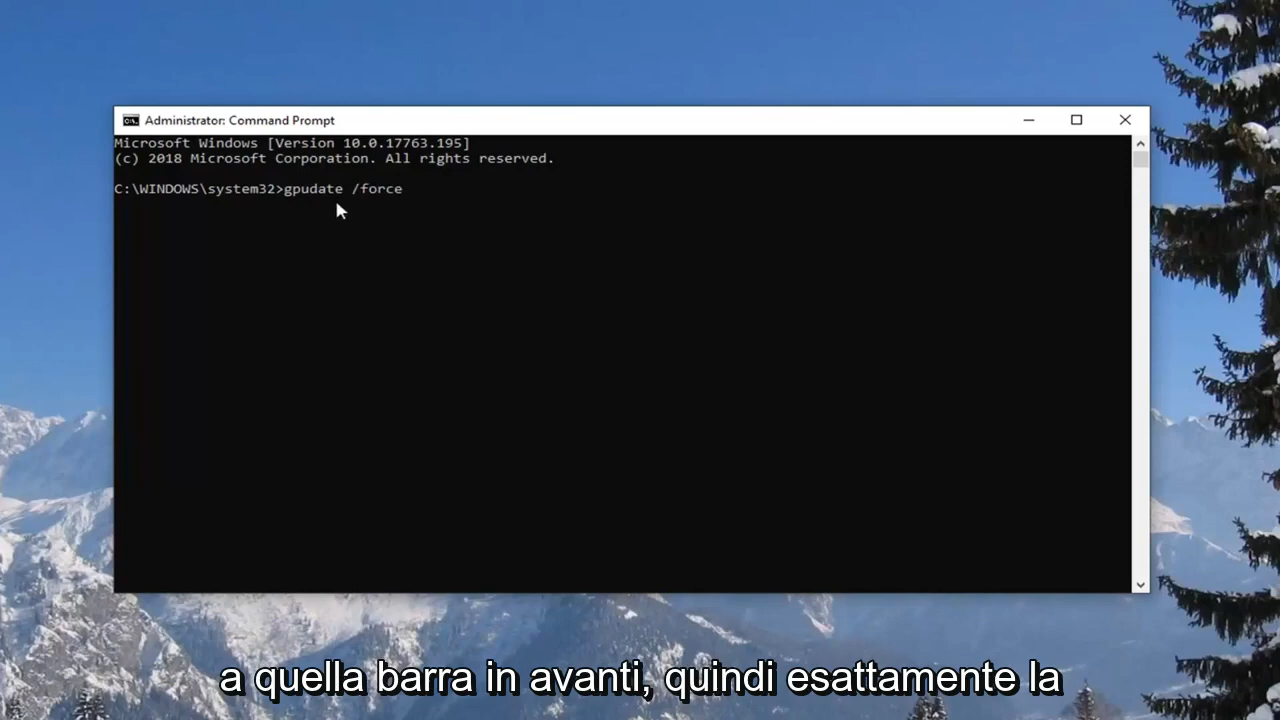 Administrator: Command Prompt
Microsoft Windows [Version 10.0.17763.195]
(c) 2018 Microsoft Corporation. All rights reserved.
C:\WINDOWS\system32>gpudate /force
a quella barra in avanti, quindi esattamente la